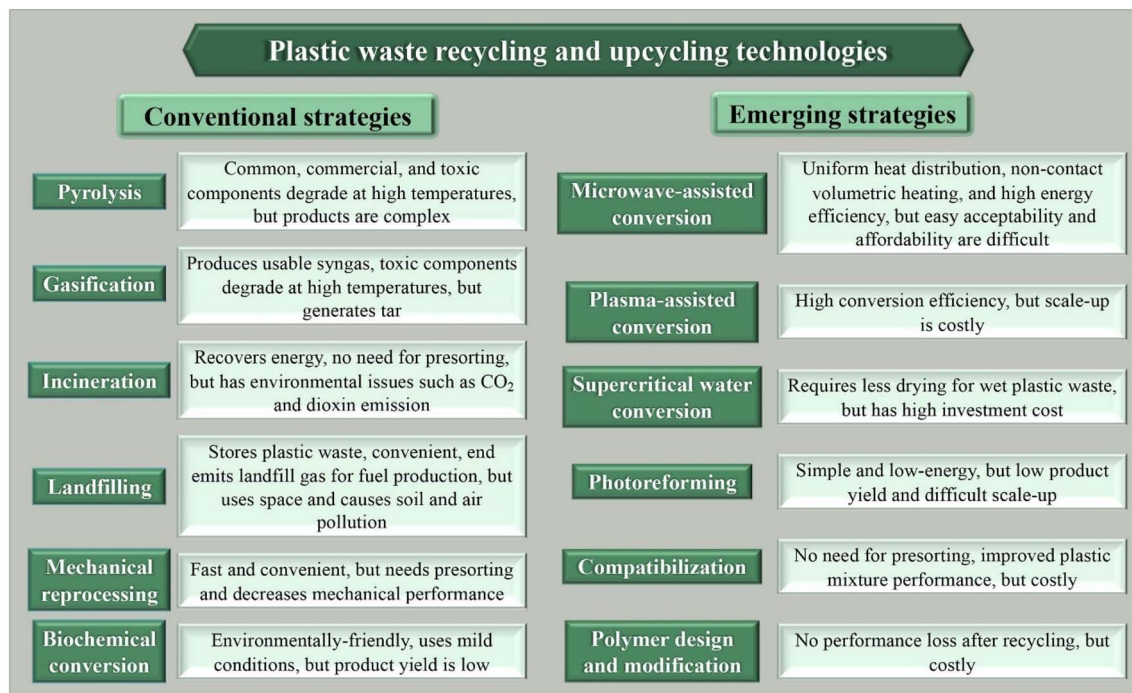 Plastic waste recycling and upcycling technologies
Conventional strategies
Pyrolysis
Common, commercial, and toxic
components degrade at high temperatures,
but products are complex
Gasification
Produces usable syngas, toxic components
degrade at high temperatures, but
generates tar
Incineration
Recovers energy, no need for presorting,
but has environmental issues such as CO₂
and dioxin emission
Landfilling
Stores plastic waste, convenient, end
emits landfill gas for fuel production, but
uses space and causes soil and air
pollution
Mechanical
reprocessing
Fast and convenient, but needs presorting
and decreases mechanical performance
Biochemical
conversion
Environmentally-friendly, uses mild
conditions, but product yield is low
Emerging strategies
Microwave-assisted
conversion
Uniform heat distribution, non-contact
volumetric heating, and high energy
efficiency, but easy acceptability and
affordability are difficult
Plasma-assisted
conversion
High conversion efficiency, but scale-up
is costly
Supercritical water
conversion
Requires less drying for wet plastic waste,
but has high investment cost
Photoreforming
Simple and low-energy, but low product
yield and difficult scale-up
Compatibilization
No need for presorting, improved plastic
mixture performance, but costly
Polymer design
and modification
No performance loss after recycling, but
costly